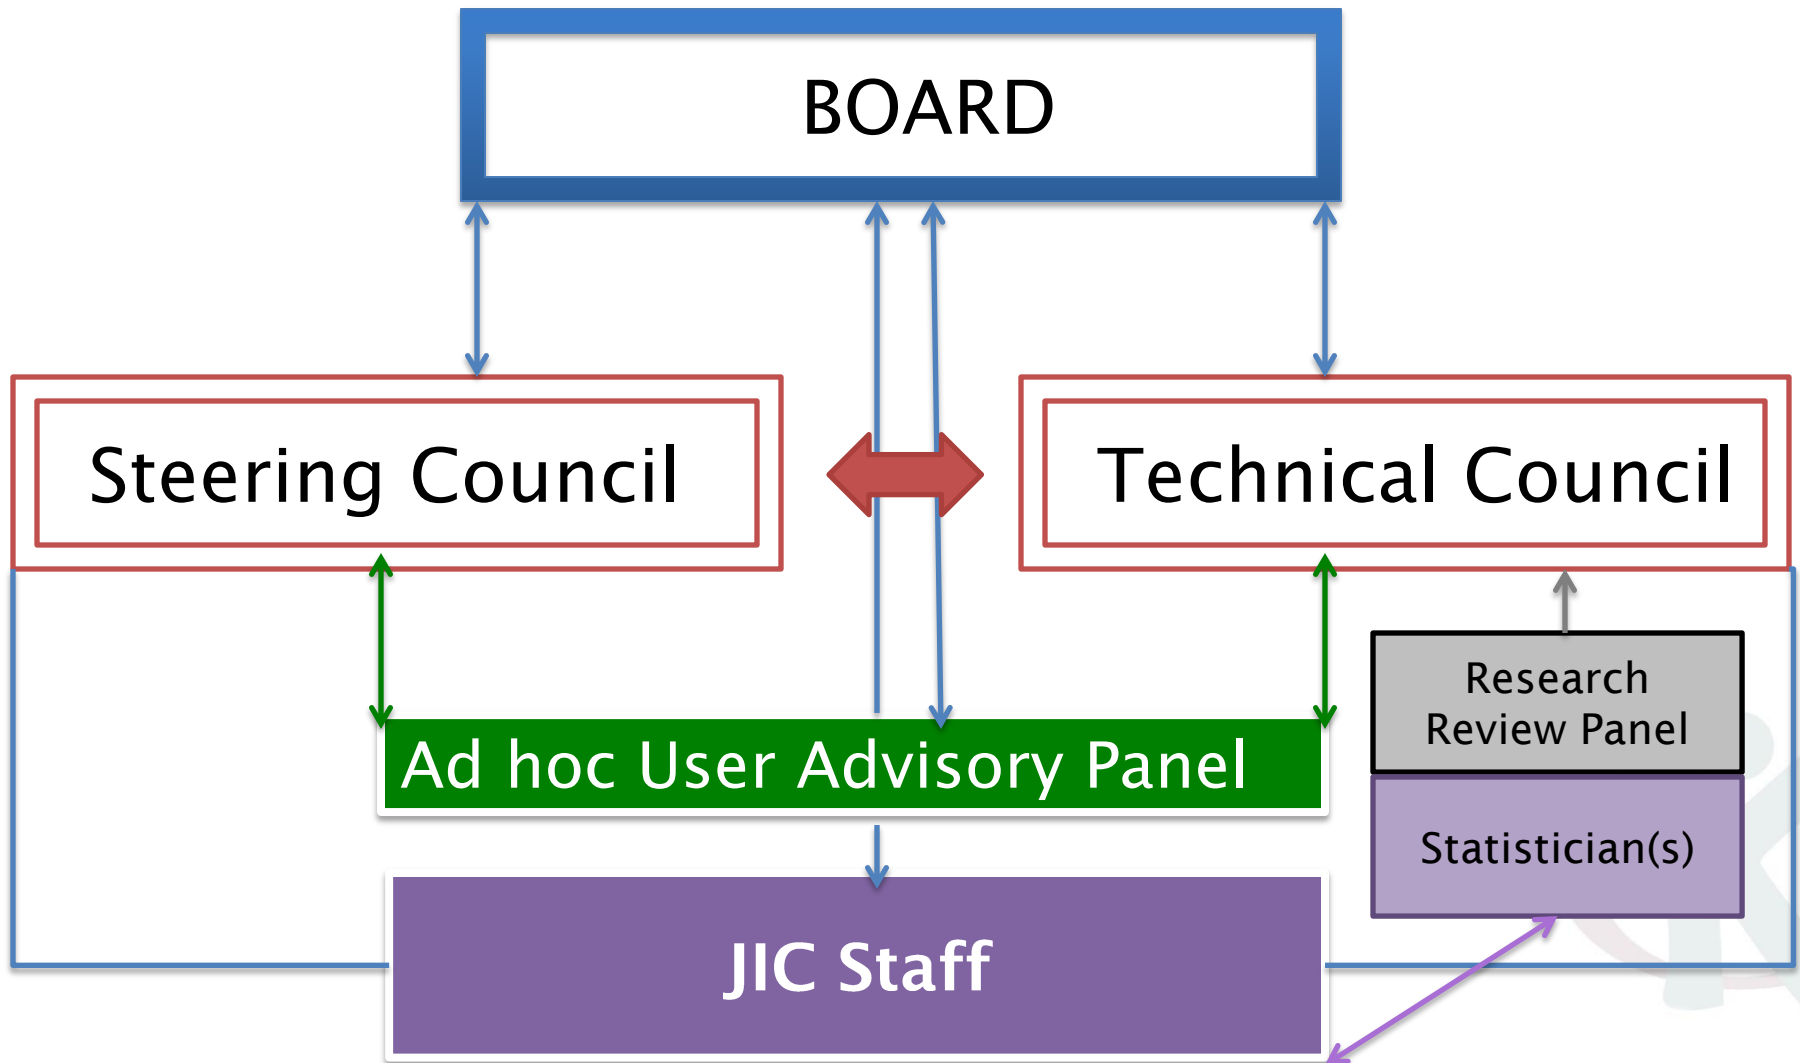 BOARD
Steering Council
Technical Council
Research
Review Panel
Ad hoc User Advisory Panel
Statistician(s)
JIC Staff